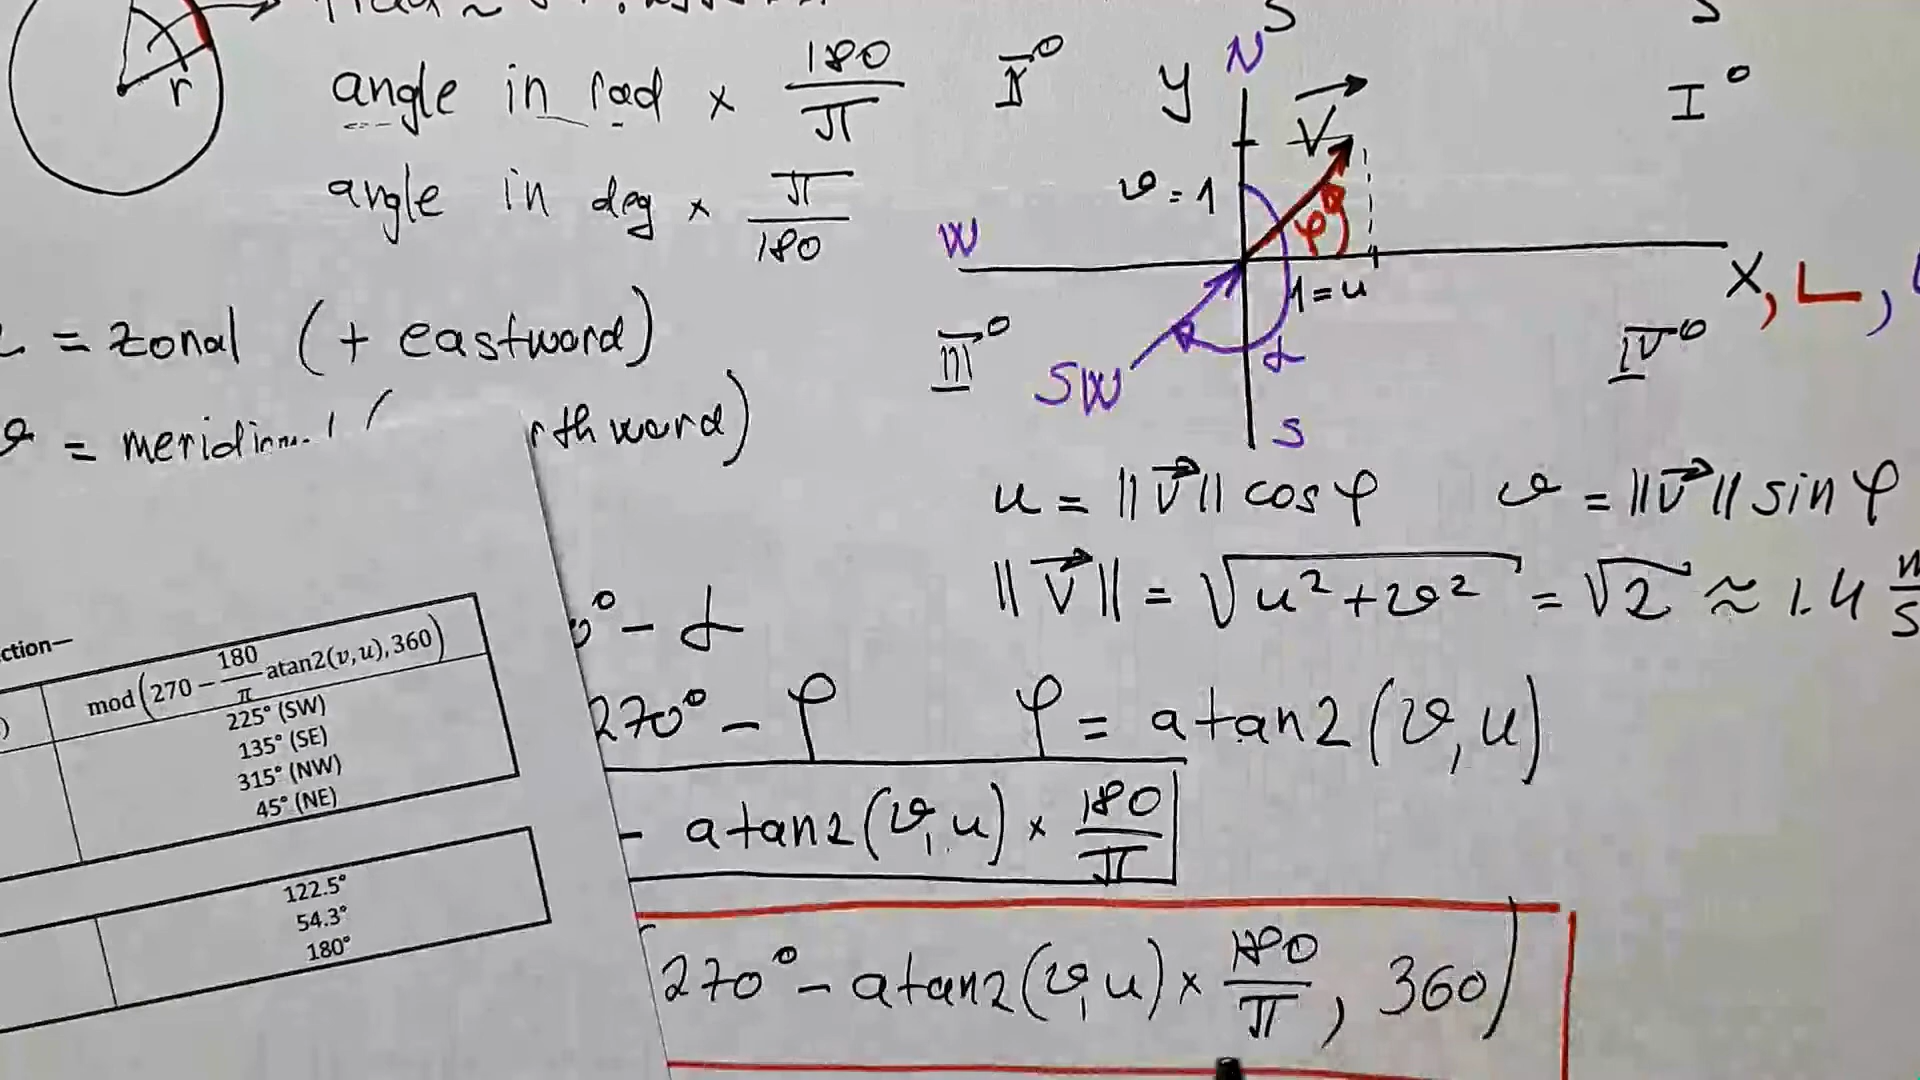 r
angle in rad × 180/π
angle in deg × π/180
= zonal (+ eastward)
= meridional (
rthward)
N
S
y
V⃗
II°
I°
v = 1
φ
W
1 = u
X, L,
III°
IV°
SW
α
S
u = ||V⃗|| cos φ
v = ||V⃗|| sin φ
||V⃗|| = √(u² + v²) = √2 ≈ 1.4 m/s
° - α
270° - φ
φ = atan2(v, u)
- atan2(v, u) × 180/π
270° - atan2(v, u) × 180/π, 360)
ction—
mod(270 − 180/π atan2(v, u), 360)
225° (SW)
135° (SE)
315° (NW)
45° (NE)
122.5°
54.3°
180°